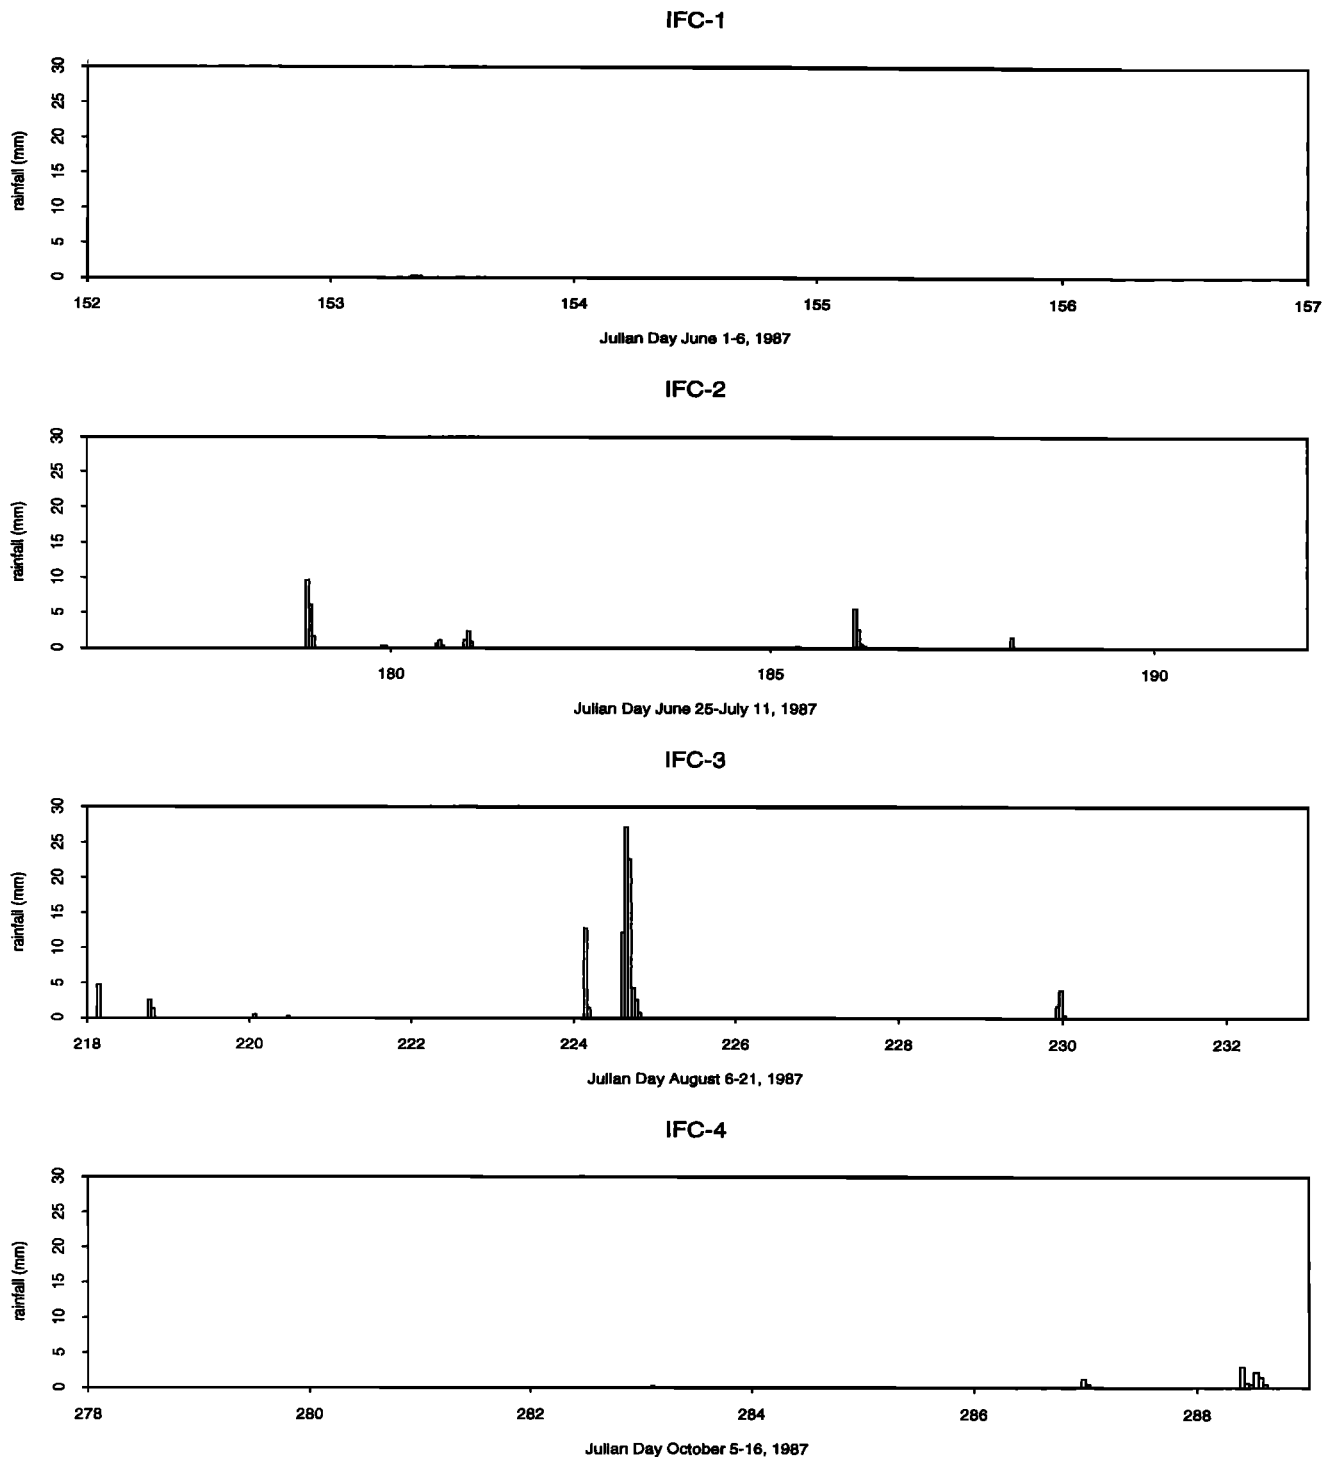 IFC-1
30
25
20
15
10
5
0
rainfall (mm)
152 153 154 155 156 157
Julian Day June 1-6, 1987
IFC-2
30
25
20
15
10
5
0
rainfall (mm)
180 185 190
Julian Day June 25-July 11, 1987
IFC-3
30
25
20
15
10
5
0
rainfall (mm)
218 220 222 224 226 228 230 232
Julian Day August 6-21, 1987
IFC-4
30
25
20
15
10
5
0
rainfall (mm)
278 280 282 284 286 288
Julian Day October 5-16, 1987